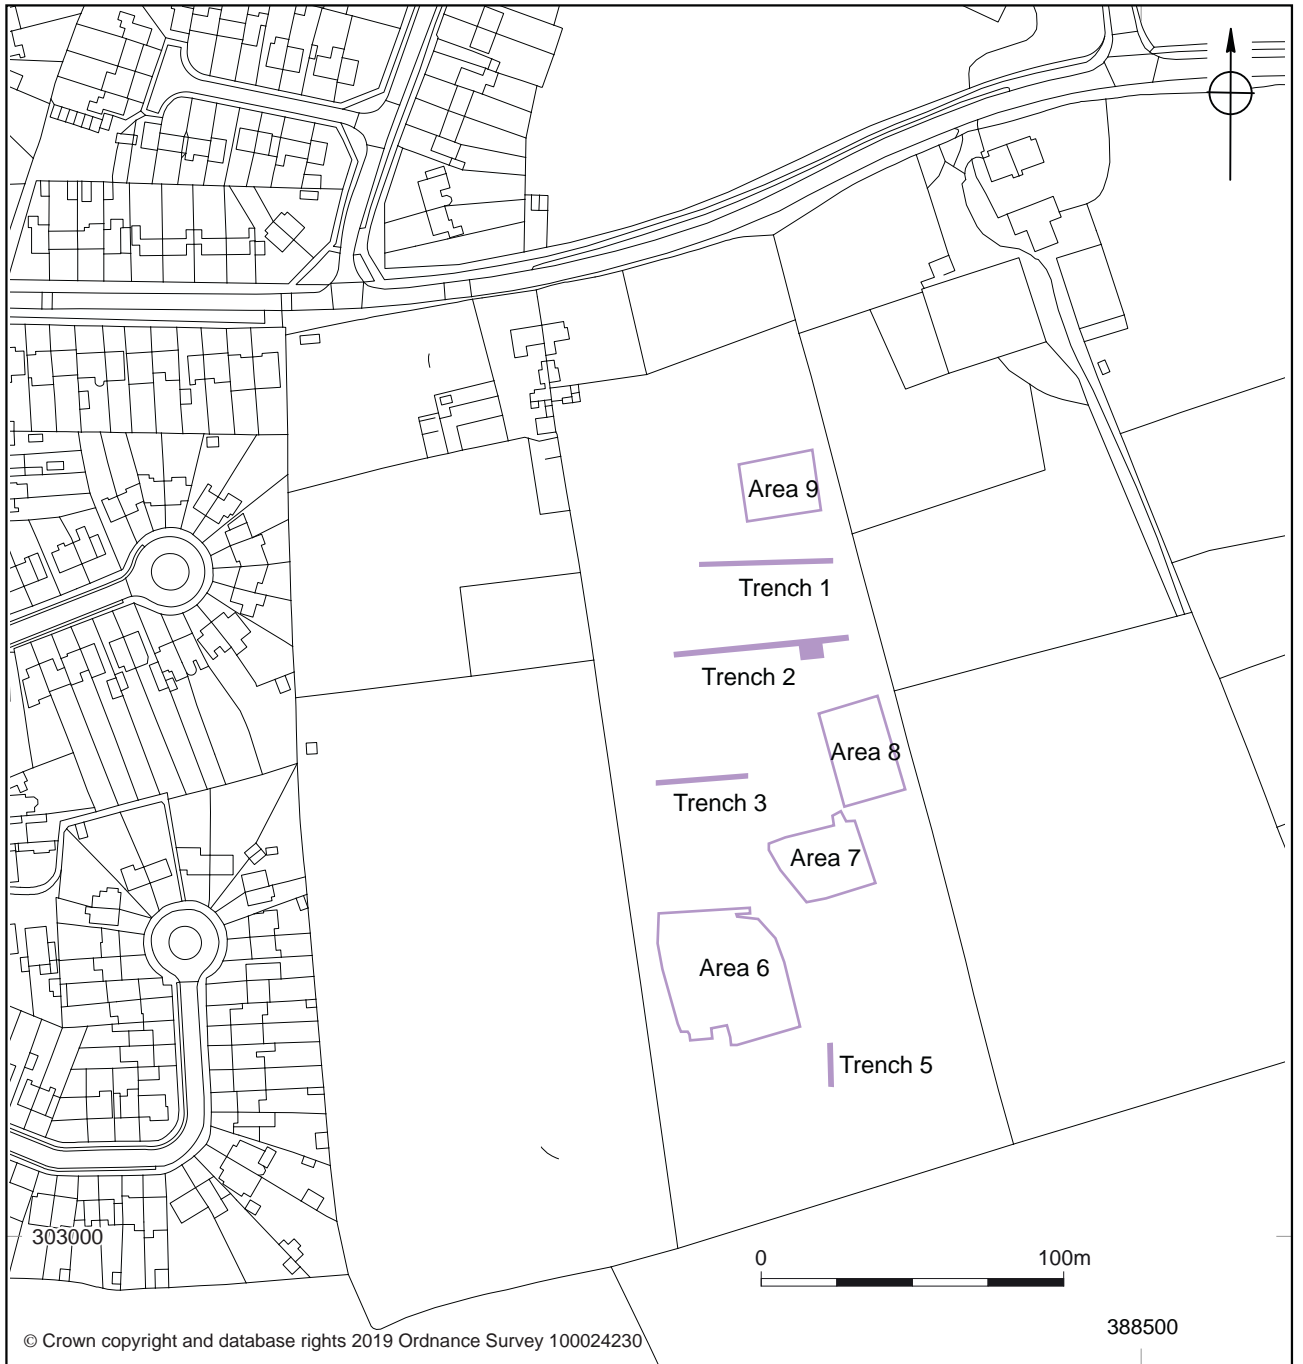 Area 9
Trench 1
Trench 2
Area 8
Trench 3
Area 7
Area 6
Trench 5
303000
0 100m
388500
© Crown copyright and database rights 2019 Ordnance Survey 100024230